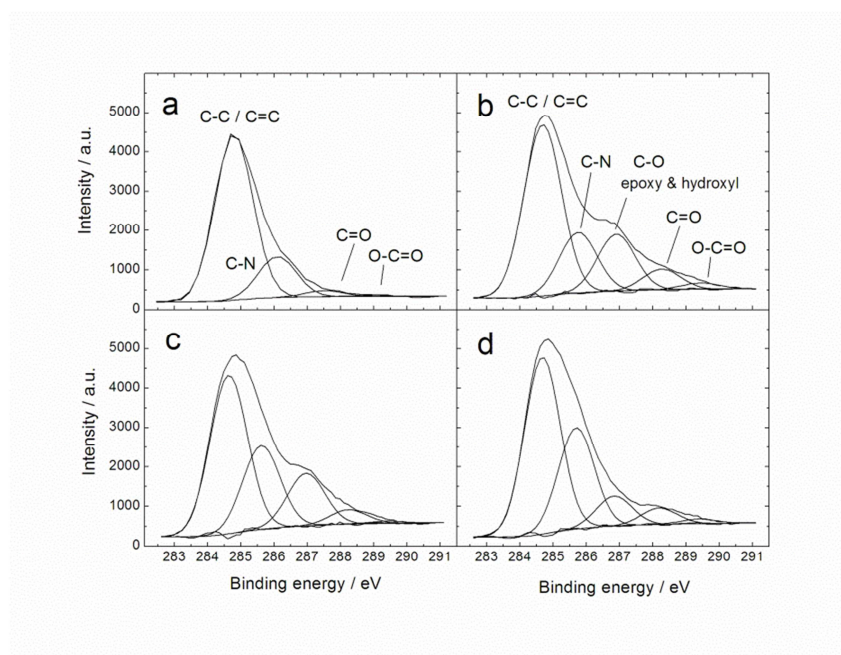 a
C-C / C=C
C-N
C=O
O-C=O
b
C-C / C=C
C-N
C-O
epoxy & hydroxyl
C=O
O-C=O
5000
4000
3000
2000
1000
0
Intensity / a.u.
c
d
5000
4000
3000
2000
1000
0
Intensity / a.u.
283 284 285 286 287 288 289 290 291
283 284 285 286 287 288 289 290 291
Binding energy / eV
Binding energy / eV